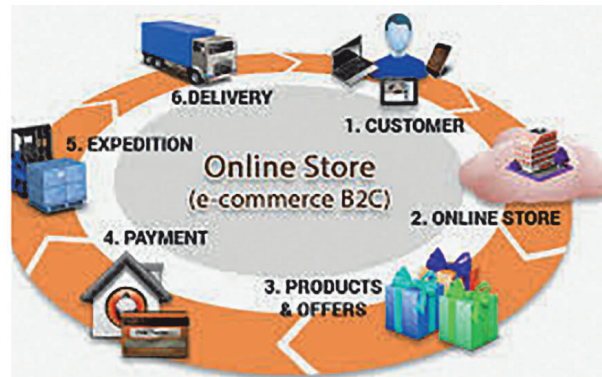 Online Store
(e-commerce B2C)
1. CUSTOMER
2. ONLINE STORE
3. PRODUCTS
& OFFERS
4. PAYMENT
5. EXPEDITION
6.DELIVERY